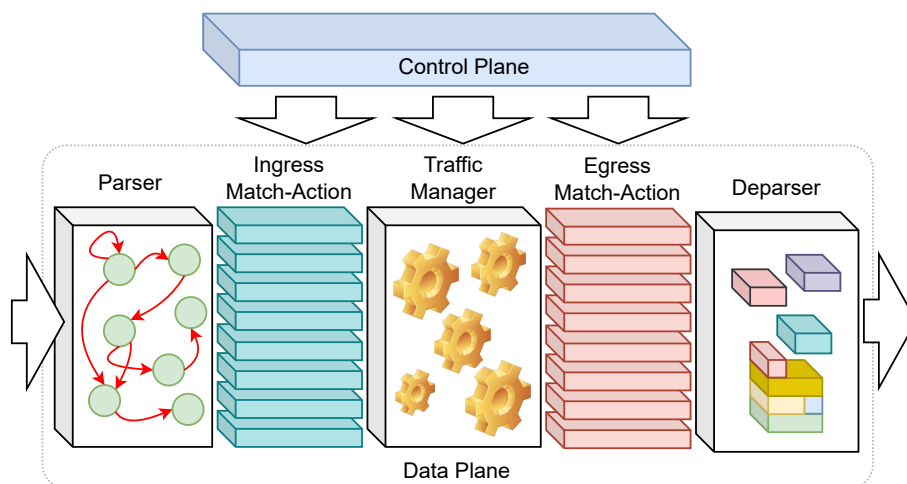 Control Plane
Parser
Ingress
Match-Action
Traffic
Manager
Egress
Match-Action
Deparser
Data Plane